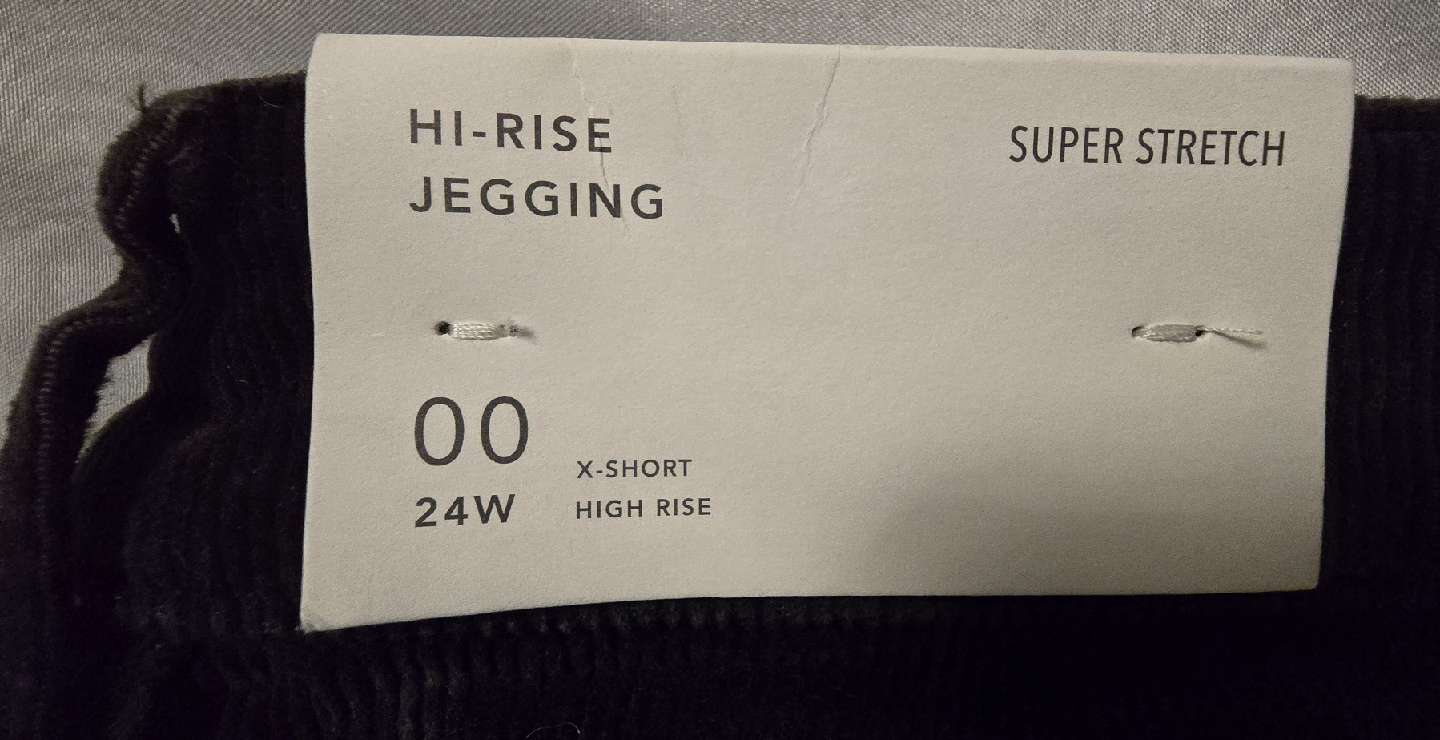 HI-RISE
JEGGING
SUPER STRETCH
00
24W
X-SHORT
HIGH RISE